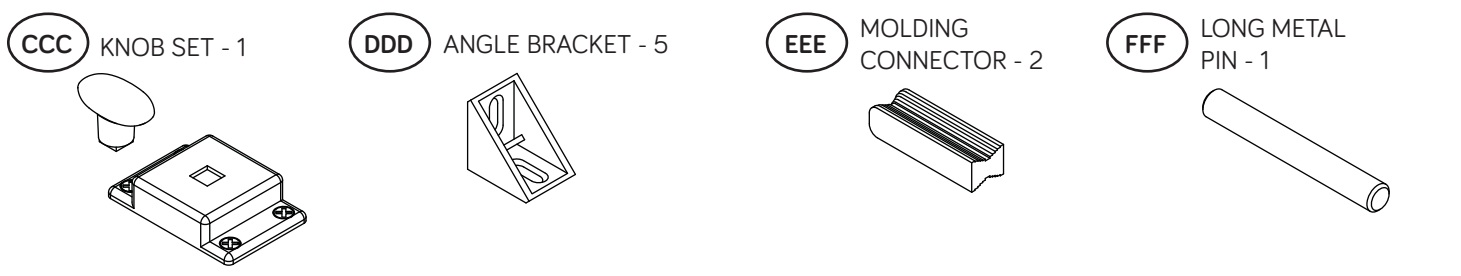 CCC KNOB SET - 1
DDD ANGLE BRACKET - 5
EEE MOLDING
CONNECTOR - 2
FFF LONG METAL
PIN - 1